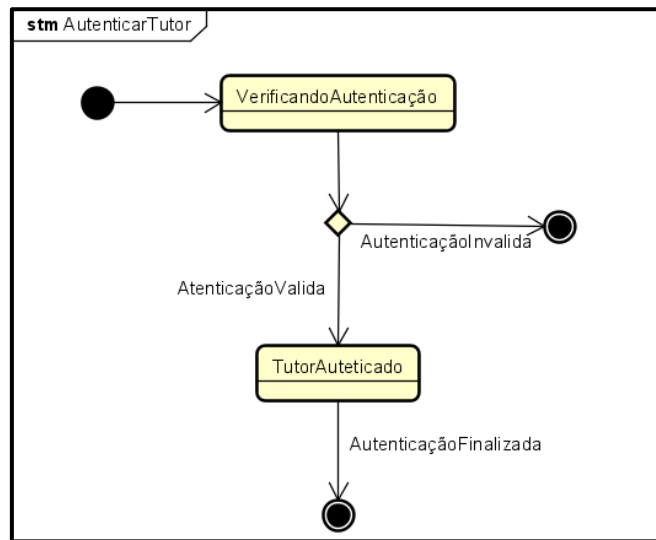 stm AutenticarTutor
VerificandoAutenticação
AutenticaçãoInvalida
AtenticaçãoValida
TutorAuteticado
AutenticaçãoFinalizada